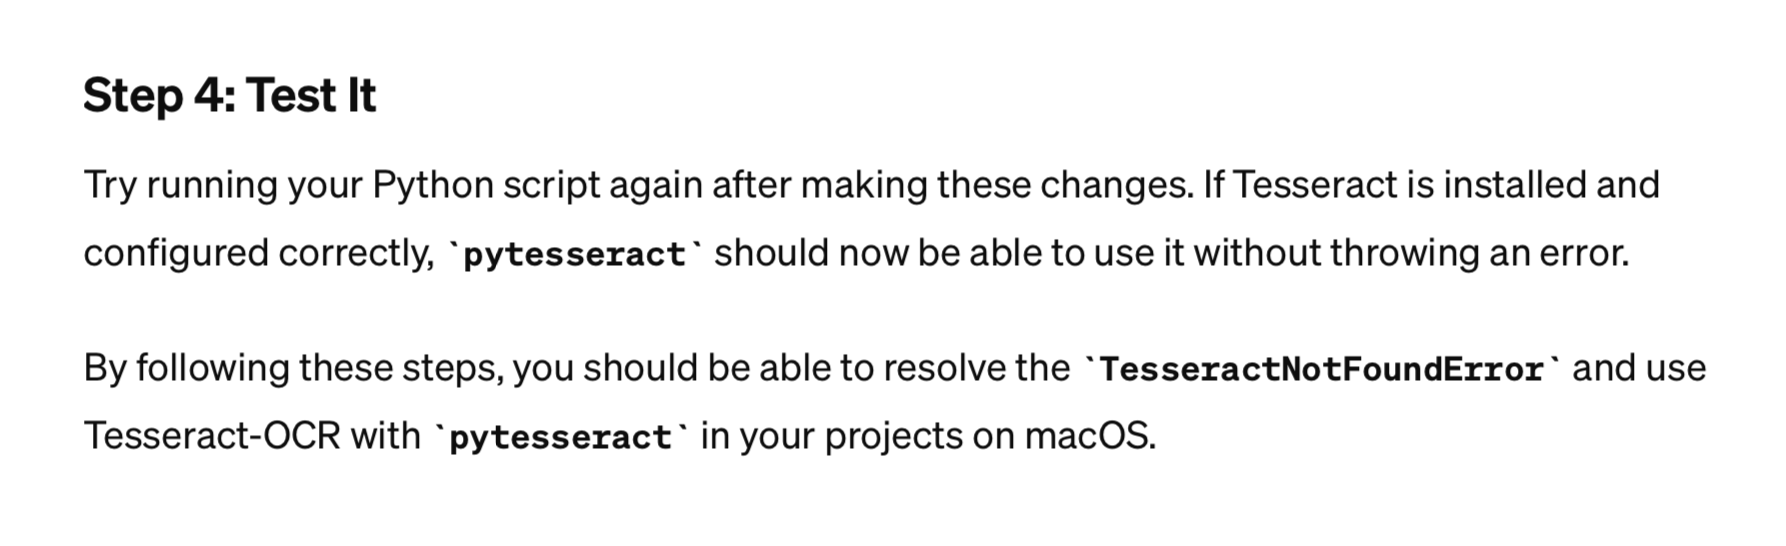 Step 4: Test It
Try running your Python script again after making these changes. If Tesseract is installed and
configured correctly, `pytesseract` should now be able to use it without throwing an error.
By following these steps, you should be able to resolve the `TesseractNotFoundError` and use
Tesseract-OCR with `pytesseract` in your projects on macOS.